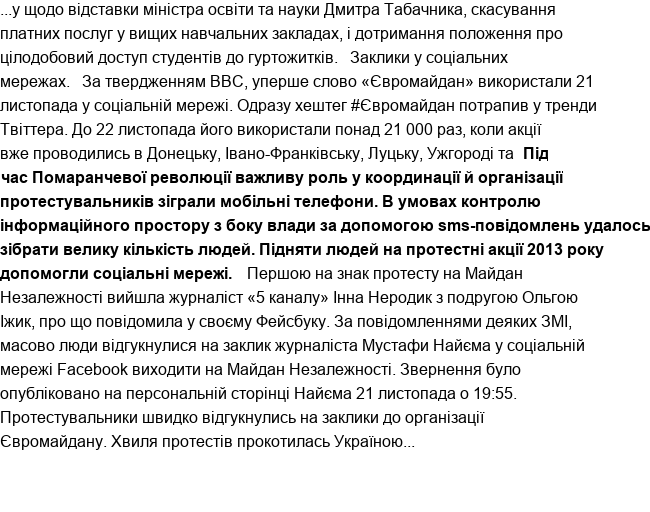 ...у щодо відставки міністра освіти та науки Дмитра Табачника, скасування
платних послуг у вищих навчальних закладах, і дотримання положення про
цілодобовий доступ студентів до гуртожитків.   Заклики у соціальних
мережах.   За твердженням BBC, уперше слово «Євромайдан» використали 21
листопада у соціальній мережі. Одразу хештег #Євромайдан потрапив у тренди
Твіттера. До 22 листопада його використали понад 21 000 раз, коли акції
вже проводились в Донецьку, Івано-Франківську, Луцьку, Ужгороді та  Під
час Помаранчевої революції важливу роль у координації й організації
протестувальників зіграли мобільні телефони. В умовах контролю
інформаційного простору з боку влади за допомогою sms-повідомлень удалось
зібрати велику кількість людей. Підняти людей на протестні акції 2013 року
допомогли соціальні мережі.   Першою на знак протесту на Майдан
Незалежності вийшла журналіст «5 каналу» Інна Неродик з подругою Ольгою
Їжик, про що повідомила у своєму Фейсбуку. За повідомленнями деяких ЗМІ,
масово люди відгукнулися на заклик журналіста Мустафи Найєма у соціальній
мережі Facebook виходити на Майдан Незалежності. Звернення було
опубліковано на персональній сторінці Найєма 21 листопада о 19:55.
Протестувальники швидко відгукнулись на заклики до організації
Євромайдану. Хвиля протестів прокотилась Україною...